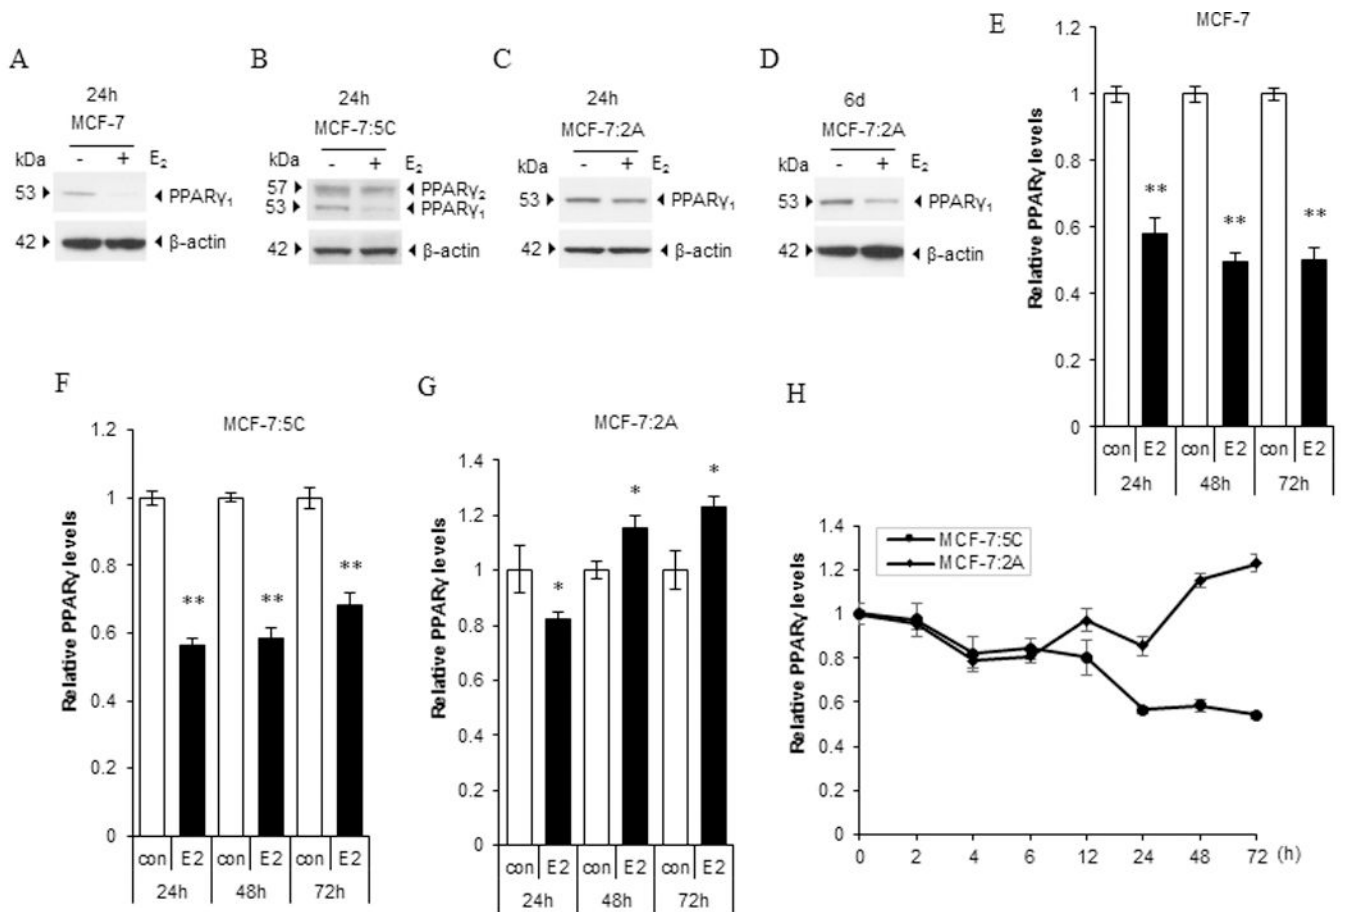 A
24h
MCF-7
kDa - + E₂
53 PPARγ₁
42 β-actin
B
24h
MCF-7:5C
kDa - + E₂
57 PPARγ₂
53 PPARγ₁
42 β-actin
C
24h
MCF-7:2A
kDa - + E₂
53 PPARγ₁
42 β-actin
D
6d
MCF-7:2A
kDa - + E₂
53 PPARγ₁
42 β-actin
E
MCF-7
Relative PPARγ levels
1.2
1
0.8
0.6
0.4
0.2
0
** ** **
con E2 con E2 con E2
24h 48h 72h
F
MCF-7:5C
Relative PPARγ levels
1.2
1
0.8
0.6
0.4
0.2
0
** ** **
con E2 con E2 con E2
24h 48h 72h
G
MCF-7:2A
Relative PPARγ levels
1.4
1.2
1.0
0.8
0.6
0.4
0.2
0
* * *
con E2 con E2 con E2
24h 48h 72h
H
MCF-7:5C
MCF-7:2A
Relative PPARγ levels
1.4
1.2
1
0.8
0.6
0.4
0.2
0
0 2 4 6 12 24 48 72 (h)